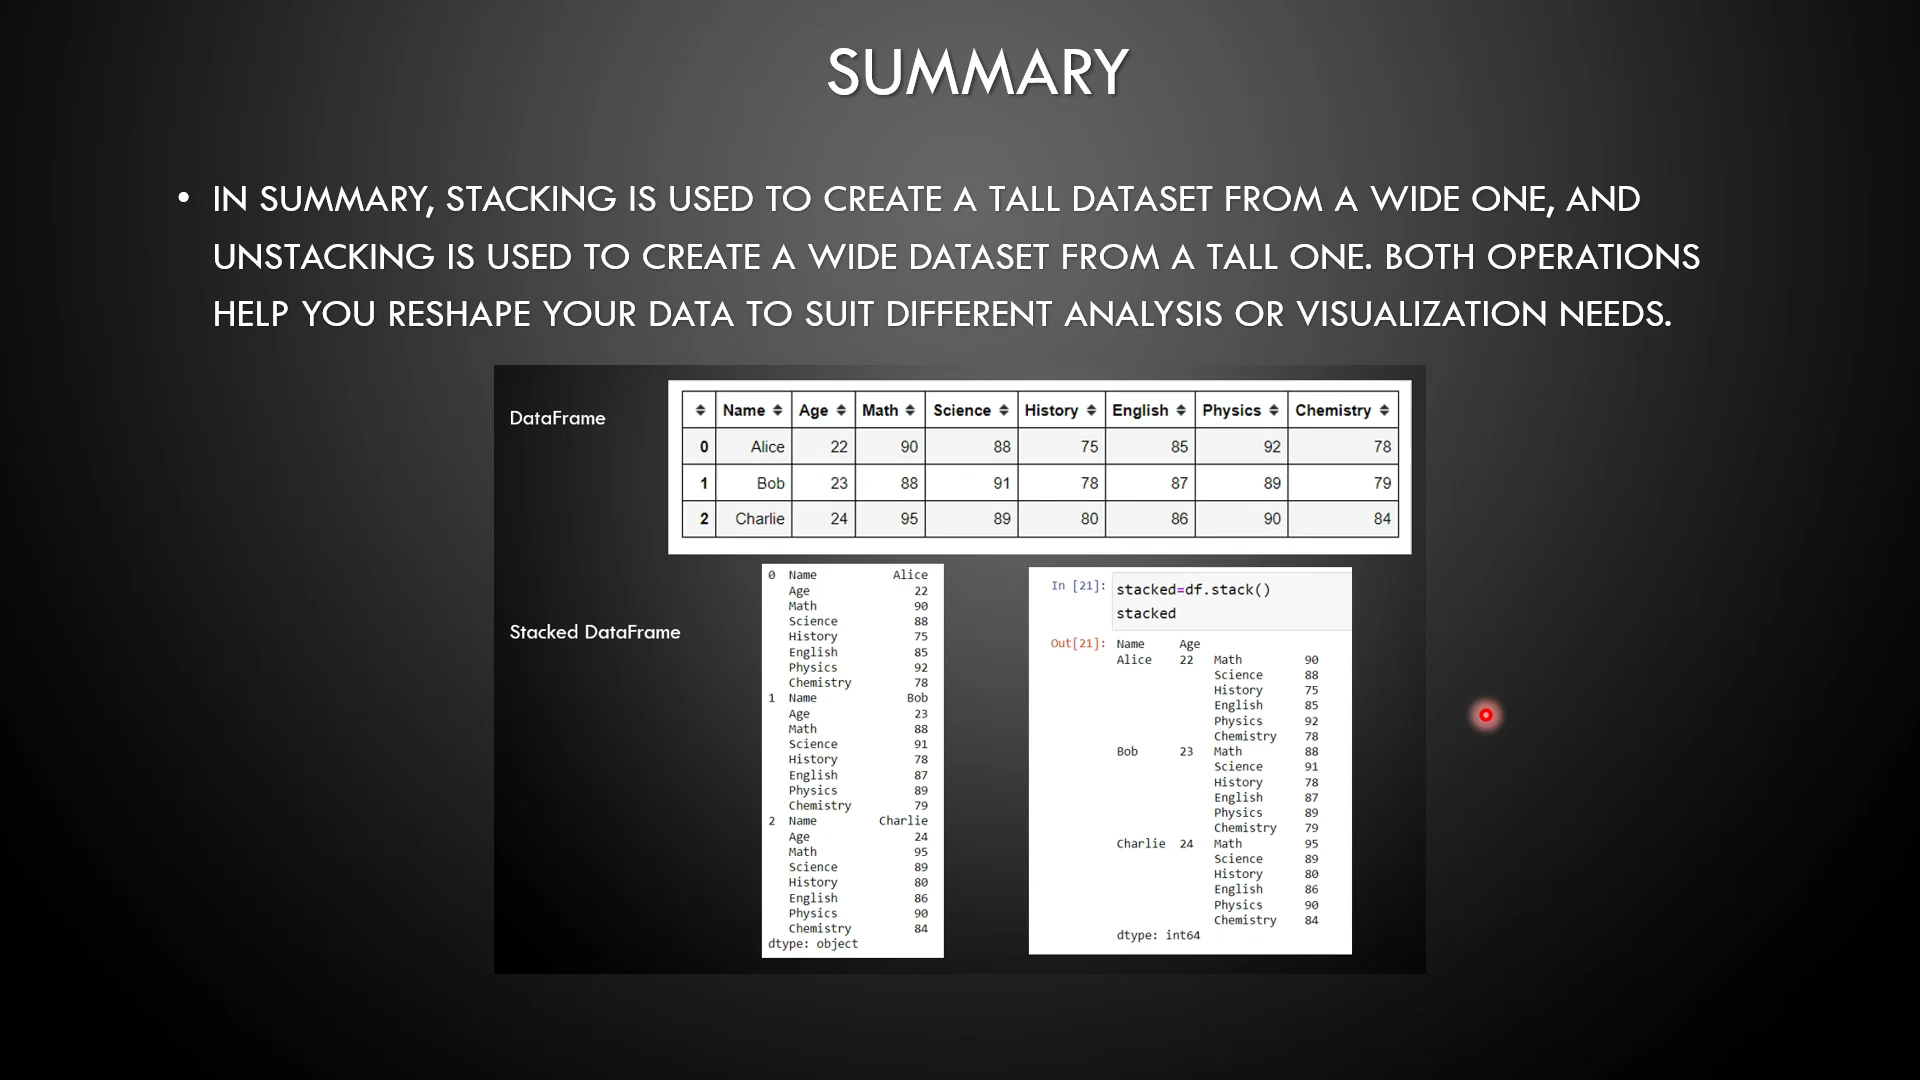 SUMMARY
• IN SUMMARY, STACKING IS USED TO CREATE A TALL DATASET FROM A WIDE ONE, AND
UNSTACKING IS USED TO CREATE A WIDE DATASET FROM A TALL ONE. BOTH OPERATIONS
HELP YOU RESHAPE YOUR DATA TO SUIT DIFFERENT ANALYSIS OR VISUALIZATION NEEDS.
DataFrame
Name Age Math Science History English Physics Chemistry
0 Alice 22 90 88 75 85 92 78
1 Bob 23 88 91 78 87 89 79
2 Charlie 24 95 89 80 86 90 84
Stacked DataFrame
0 Name Alice
Age 22
Math 90
Science 88
History 75
English 85
Physics 92
Chemistry 78
1 Name Bob
Age 23
Math 88
Science 91
History 78
English 87
Physics 89
Chemistry 79
2 Name Charlie
Age 24
Math 95
Science 89
History 80
English 86
Physics 90
Chemistry 84
dtype: object
In [21]: stacked=df.stack()
stacked
Out[21]: Name Age
Alice 22 Math 90
Science 88
History 75
English 85
Physics 92
Chemistry 78
Bob 23 Math 88
Science 91
History 78
English 87
Physics 89
Chemistry 79
Charlie 24 Math 95
Science 89
History 80
English 86
Physics 90
Chemistry 84
dtype: int64